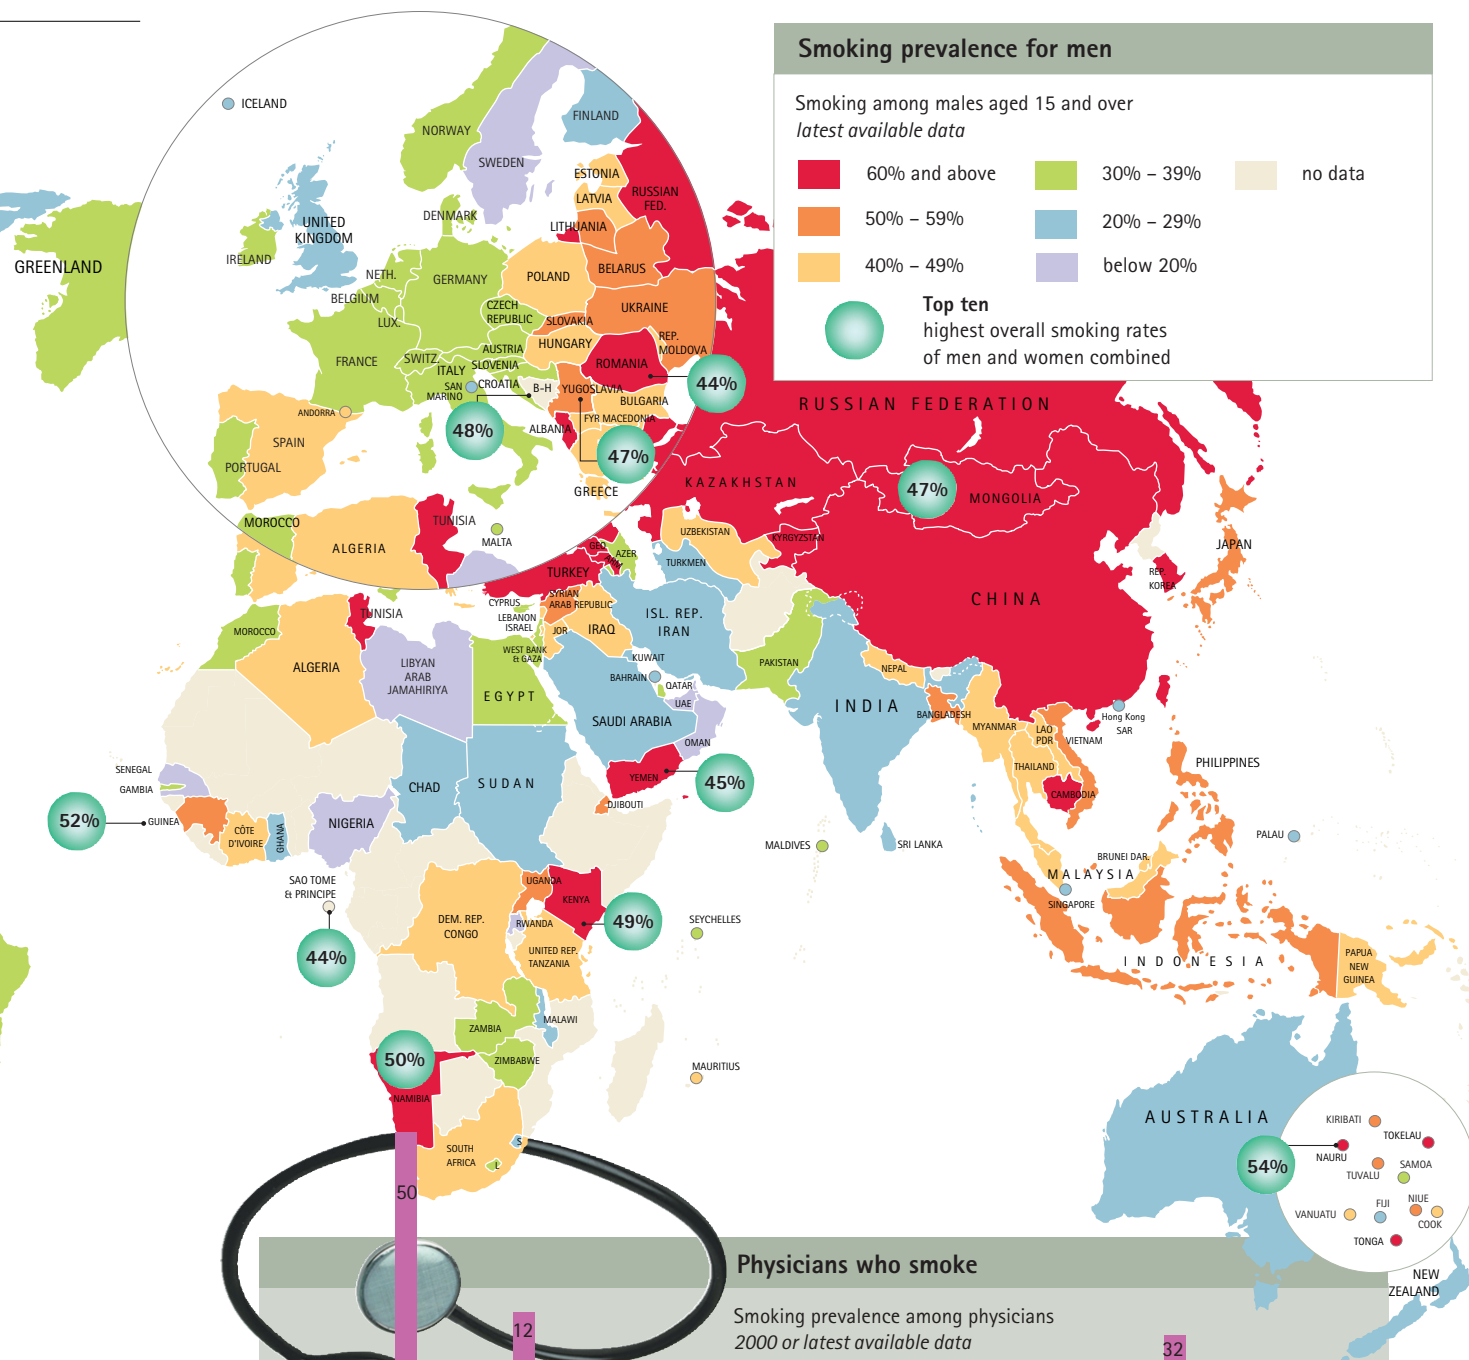 Smoking prevalence for men
Smoking among males aged 15 and over
latest available data
60% and above
50% – 59%
40% – 49%
30% – 39%
20% – 29%
below 20%
no data
Top ten
highest overall smoking rates
of men and women combined
ICELAND
NORWAY
SWEDEN
FINLAND
ESTONIA
LATVIA
LITHUANIA
RUSSIAN
FED.
DENMARK
UNITED
KINGDOM
IRELAND
GREENLAND
NETH.
BELGIUM
LUX.
GERMANY
POLAND
BELARUS
UKRAINE
CZECH
REPUBLIC
SLOVAKIA
AUSTRIA
HUNGARY
REP.
MOLDOVA
FRANCE
SWITZ.
ITALY
SLOVENIA
SAN
MARINO
CROATIA
B-H
YUGOSLAVIA
ROMANIA
BULGARIA
FYR MACEDONIA
ALBANIA
GREECE
ANDORRA
SPAIN
PORTUGAL
MOROCCO
ALGERIA
TUNISIA
MALTA
44%
48%
47%
RUSSIAN FEDERATION
KAZAKHSTAN
47%
MONGOLIA
UZBEKISTAN
KYRGYZSTAN
TURKMEN
GEO
ARM
AZER
TURKEY
CYPRUS
SYRIAN
ARAB REPUBLIC
LEBANON
ISRAEL
JOR
WEST BANK
& GAZA
IRAQ
ISL. REP.
IRAN
KUWAIT
BAHRAIN
QATAR
UAE
OMAN
SAUDI ARABIA
YEMEN
45%
DJIBOUTI
CHINA
JAPAN
REP.
KOREA
PAKISTAN
NEPAL
INDIA
BANGLADESH
MYANMAR
LAO
PDR
VIETNAM
THAILAND
CAMBODIA
Hong Kong
SAR
PHILIPPINES
PALAU
MALDIVES
SRI LANKA
BRUNEI DAR.
MALAYSIA
SINGAPORE
INDONESIA
PAPUA
NEW
GUINEA
MOROCCO
TUNISIA
ALGERIA
LIBYAN
ARAB
JAMAHIRIYA
EGYPT
SENEGAL
GAMBIA
52%
GUINEA
CÔTE
D'IVOIRE
GHANA
NIGERIA
CHAD
SUDAN
SAO TOME
& PRINCIPE
44%
DEM. REP.
CONGO
UGANDA
KENYA
49%
RWANDA
UNITED REP.
TANZANIA
SEYCHELLES
ZAMBIA
MALAWI
ZIMBABWE
MAURITIUS
50%
NAMIBIA
SOUTH
AFRICA
S
L
AUSTRALIA
KIRIBATI
TOKELAU
NAURU
54%
TUVALU
SAMOA
VANUATU
FIJI
NIUE
COOK
TONGA
NEW
ZEALAND
Physicians who smoke
Smoking prevalence among physicians
2000 or latest available data
50
12
32